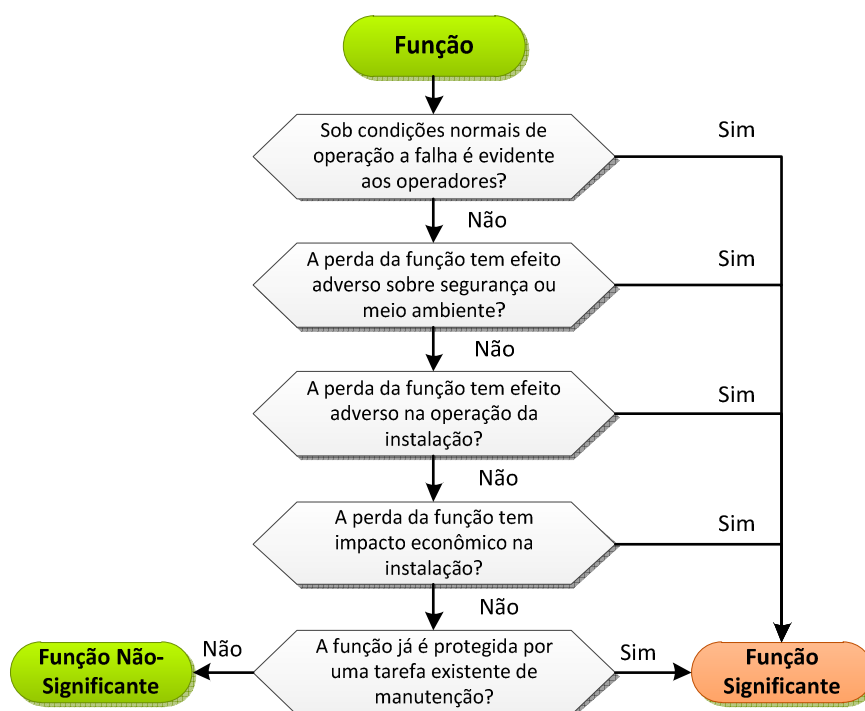 Função
Sob condições normais de
operação a falha é evidente
aos operadores?
Sim
Não
A perda da função tem efeito
adverso sobre segurança ou
meio ambiente?
Sim
Não
A perda da função tem efeito
adverso na operação da
instalação?
Sim
Não
A perda da função tem
impacto econômico na
instalação?
Sim
Não
A função já é protegida por
uma tarefa existente de
manutenção?
Não
Sim
Função Não-
Significante
Função
Significante